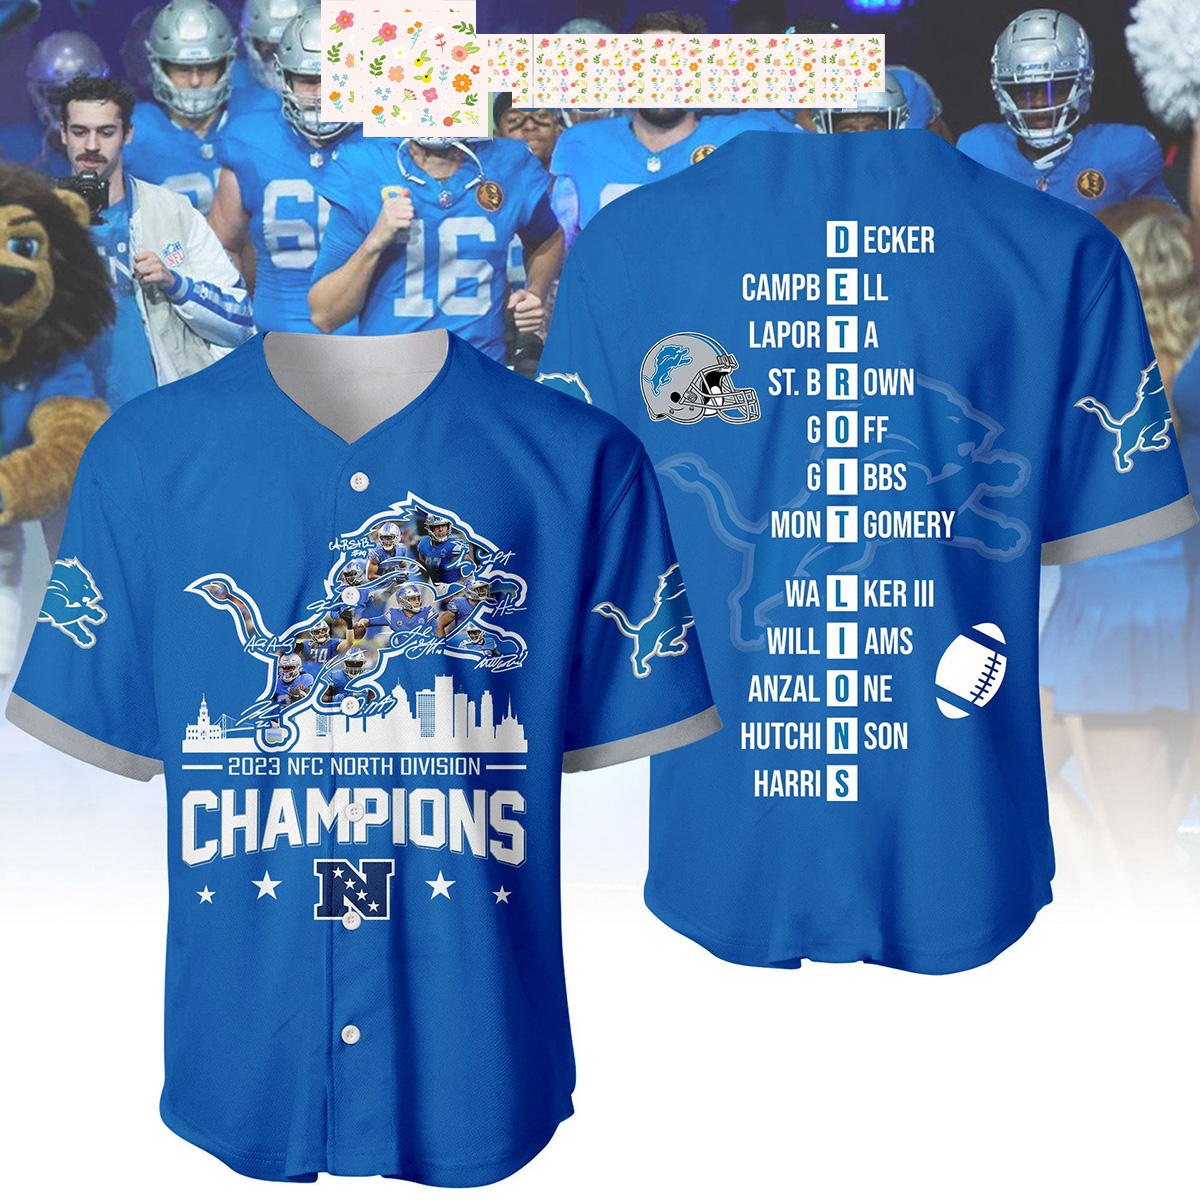 16
6
NFL
DECKER
CAMPBELL
LAPORTA
ST. BROWN
GOFF
GIBBS
MONTGOMERY
WALKER III
WILLIAMS
ANZALONE
HUTCHINSON
HARRIS
2023 NFC NORTH DIVISION
CHAMPIONS
N